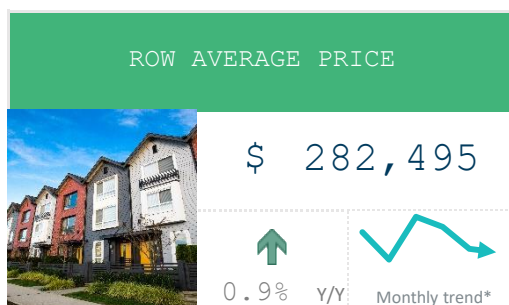 ROW AVERAGE PRICE
$ 282,495
0.9% Y/Y
Monthly trend*